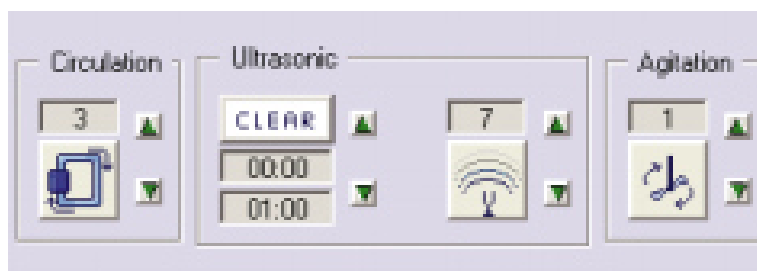 Circulation
3
Ultrasonic
CLEAR
00:00
01:00
7
Agitation
1